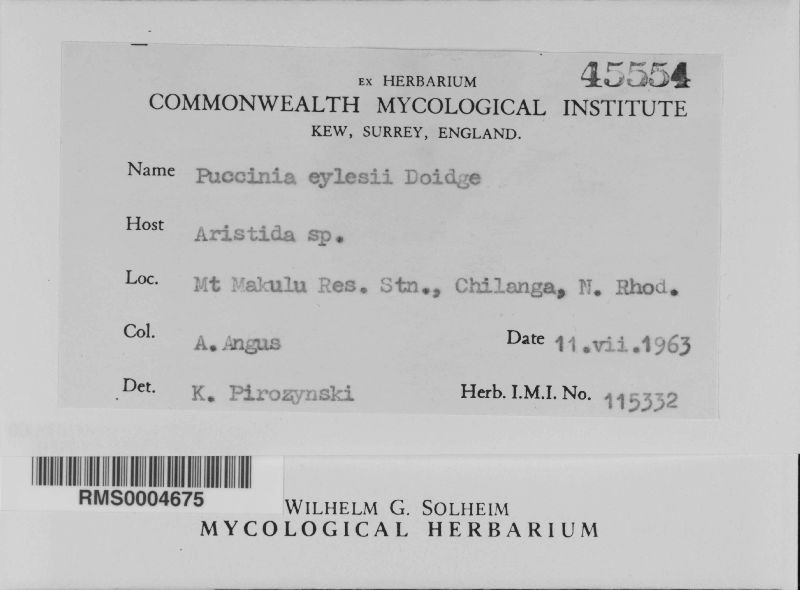 45554
EX HERBARIUM
COMMONWEALTH MYCOLOGICAL INSTITUTE
KEW, SURREY, ENGLAND.
Name Puccinia eylesii Doidge
Host Aristida sp.
Loc. Mt Makulu Res. Stn., Chilanga, N. Rhod.
Col. A. Angus Date 11.vii.1963
Det. K. Pirozynski Herb. I.M.I. No. 115332
RMS0004675
WILHELM G. SOLHEIM
MYCOLOGICAL HERBARIUM